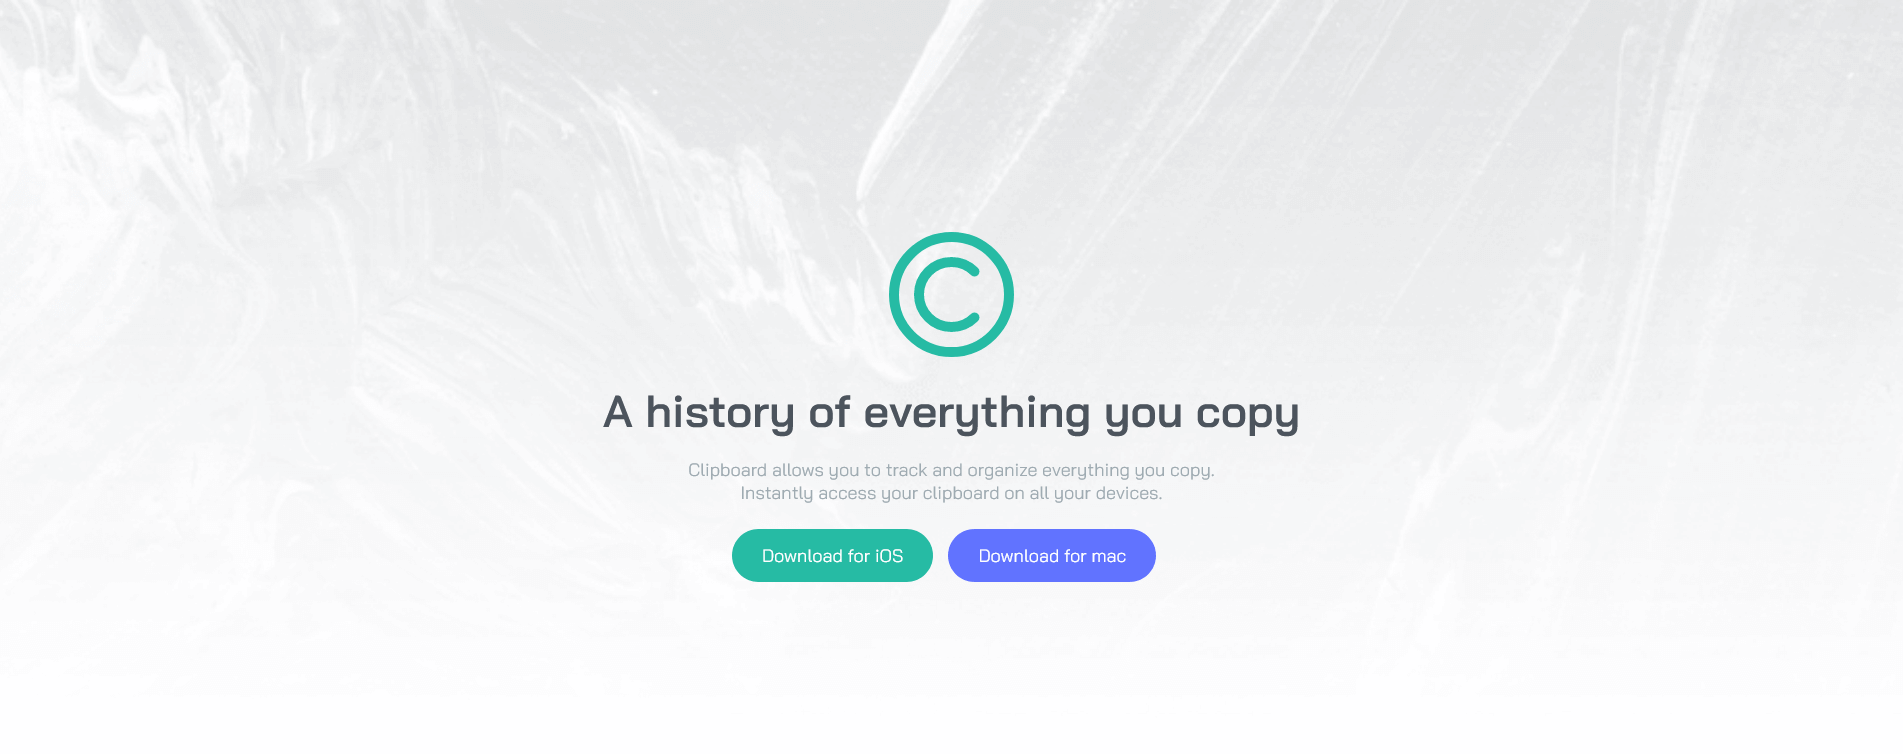 C
A history of everything you copy
Clipboard allows you to track and organize everything you copy.
Instantly access your clipboard on all your devices.
Download for iOS
Download for mac